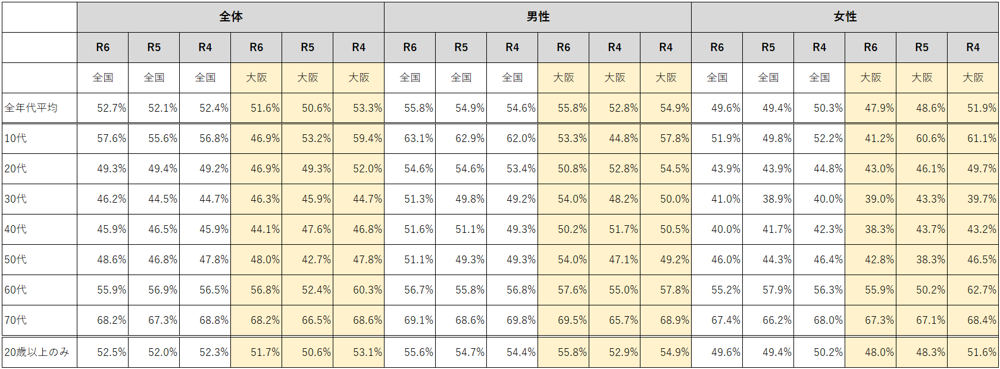 全体 男性 女性
R6 R5 R4 R6 R5 R4 R6 R5 R4 R6 R4 R4 R6 R5 R4 R6 R5 R4
全国 全国 全国 大阪 大阪 大阪 全国 全国 全国 大阪 大阪 大阪 全国 全国 全国 大阪 大阪 大阪
全年代平均 52.7% 52.1% 52.4% 51.6% 50.6% 53.3% 55.8% 54.9% 54.6% 55.8% 52.8% 54.9% 49.6% 49.4% 50.3% 47.9% 48.6% 51.9%
10代 57.6% 55.6% 56.8% 46.9% 53.2% 59.4% 63.1% 62.9% 62.0% 53.3% 44.8% 57.8% 51.9% 49.8% 52.2% 41.2% 60.6% 61.1%
20代 49.3% 49.4% 49.2% 46.9% 49.3% 52.0% 54.6% 54.6% 53.4% 50.8% 52.8% 54.5% 43.9% 43.9% 44.8% 43.0% 46.1% 49.7%
30代 46.2% 44.5% 44.7% 46.3% 45.9% 44.7% 51.3% 49.8% 49.2% 54.0% 48.2% 50.0% 41.0% 38.9% 40.0% 39.0% 43.3% 39.7%
40代 45.9% 46.5% 45.9% 44.1% 47.6% 46.8% 51.6% 51.1% 49.3% 50.2% 51.7% 50.5% 40.0% 41.7% 42.3% 38.3% 43.7% 43.2%
50代 48.6% 46.8% 47.8% 48.0% 42.7% 47.8% 51.1% 49.3% 49.3% 54.0% 47.1% 49.2% 46.0% 44.3% 46.4% 42.8% 38.3% 46.5%
60代 55.9% 56.9% 56.5% 56.8% 52.4% 60.3% 56.7% 55.8% 56.8% 57.6% 55.0% 57.8% 55.2% 57.9% 56.3% 55.9% 50.2% 62.7%
70代 68.2% 67.3% 68.8% 68.2% 66.5% 68.6% 69.1% 68.6% 69.8% 69.5% 65.7% 68.9% 67.4% 66.2% 68.0% 67.3% 67.1% 68.4%
20歳以上のみ 52.5% 52.0% 52.3% 51.7% 50.6% 53.1% 55.6% 54.7% 54.4% 55.8% 52.9% 54.9% 49.6% 49.4% 50.2% 48.0% 48.3% 51.6%